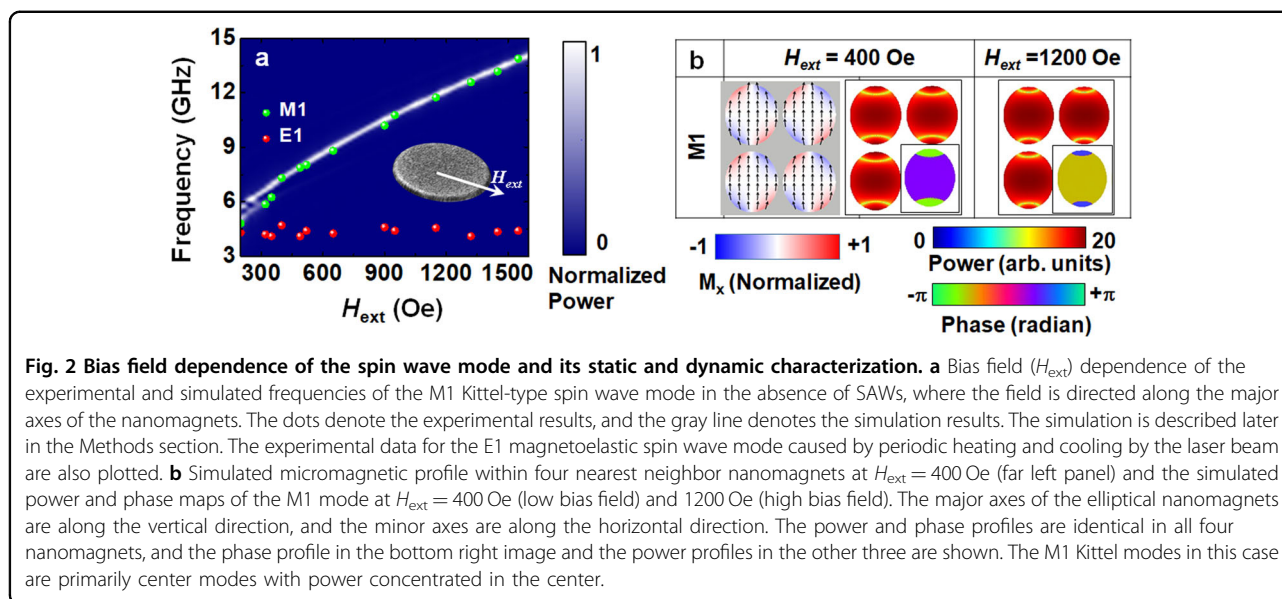 15
12
9
6
3
Frequency (GHz)
a
M1
E1
H_ext
300 600 900 1200 1500
H_ext (Oe)
1
0
Normalized
Power
b
H_ext = 400 Oe
H_ext =1200 Oe
M1
-1 +1
M_x (Normalized)
0 20
Power (arb. units)
-π +π
Phase (radian)
Fig. 2 Bias field dependence of the spin wave mode and its static and dynamic characterization. a Bias field (H_ext) dependence of the
experimental and simulated frequencies of the M1 Kittel-type spin wave mode in the absence of SAWs, where the field is directed along the major
axes of the nanomagnets. The dots denote the experimental results, and the gray line denotes the simulation results. The simulation is described later
in the Methods section. The experimental data for the E1 magnetoelastic spin wave mode caused by periodic heating and cooling by the laser beam
are also plotted. b Simulated micromagnetic profile within four nearest neighbor nanomagnets at H_ext = 400 Oe (far left panel) and the simulated
power and phase maps of the M1 mode at H_ext = 400 Oe (low bias field) and 1200 Oe (high bias field). The major axes of the elliptical nanomagnets
are along the vertical direction, and the minor axes are along the horizontal direction. The power and phase profiles are identical in all four
nanomagnets, and the phase profile in the bottom right image and the power profiles in the other three are shown. The M1 Kittel modes in this case
are primarily center modes with power concentrated in the center.